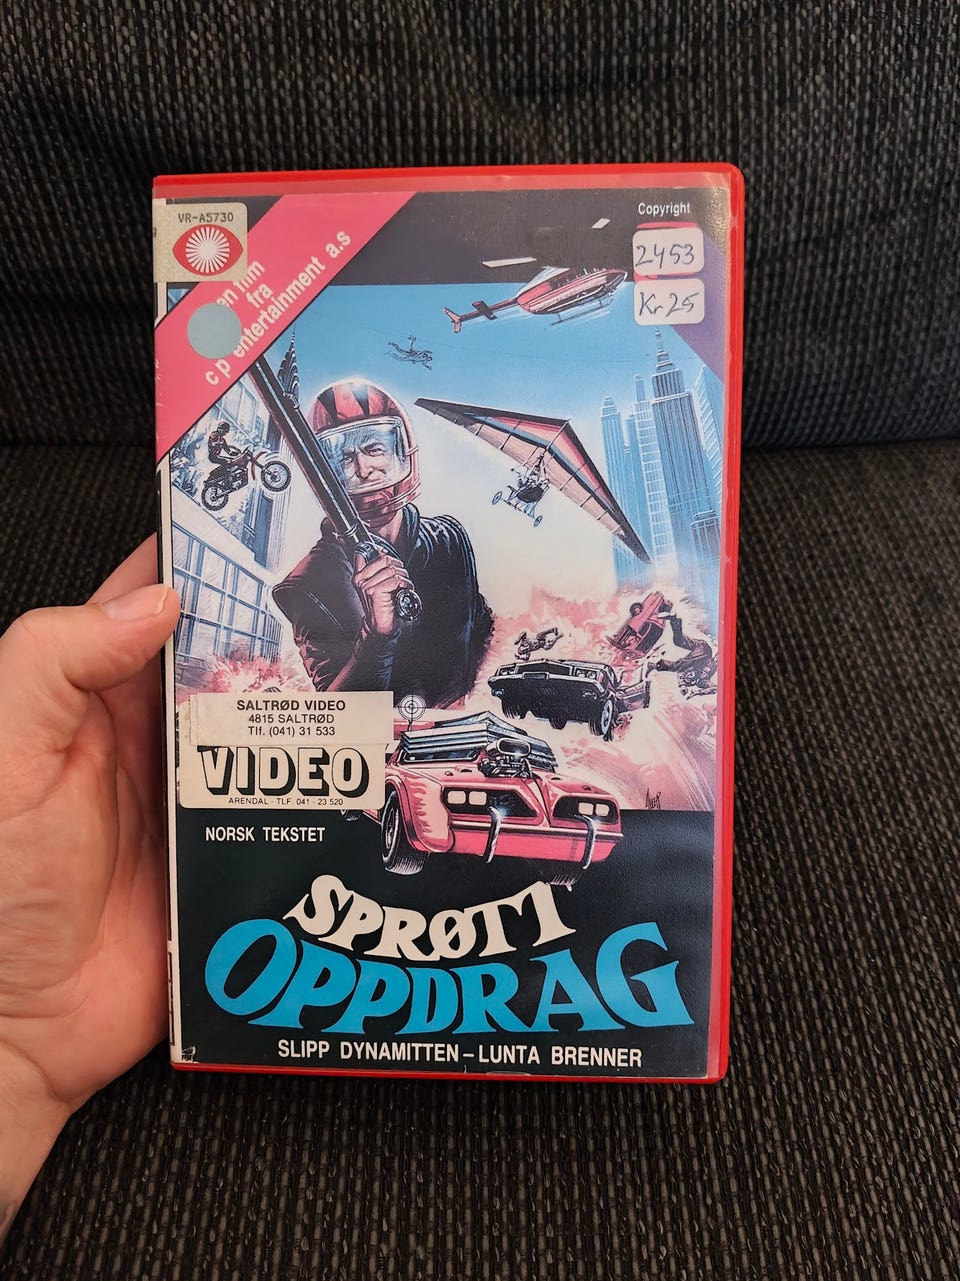 VR-A5730
en film
fra
c p entertainment a.s
Copyright
2453
Kr 25
SALTRØD VIDEO
4815 SALTRØD
Tlf. (041) 31 533
VIDEO
ARENDAL - TLF. 041 - 23 520
NORSK TEKSTET
SPRØTT
OPPDRAG
SLIPP DYNAMITTEN – LUNTA BRENNER